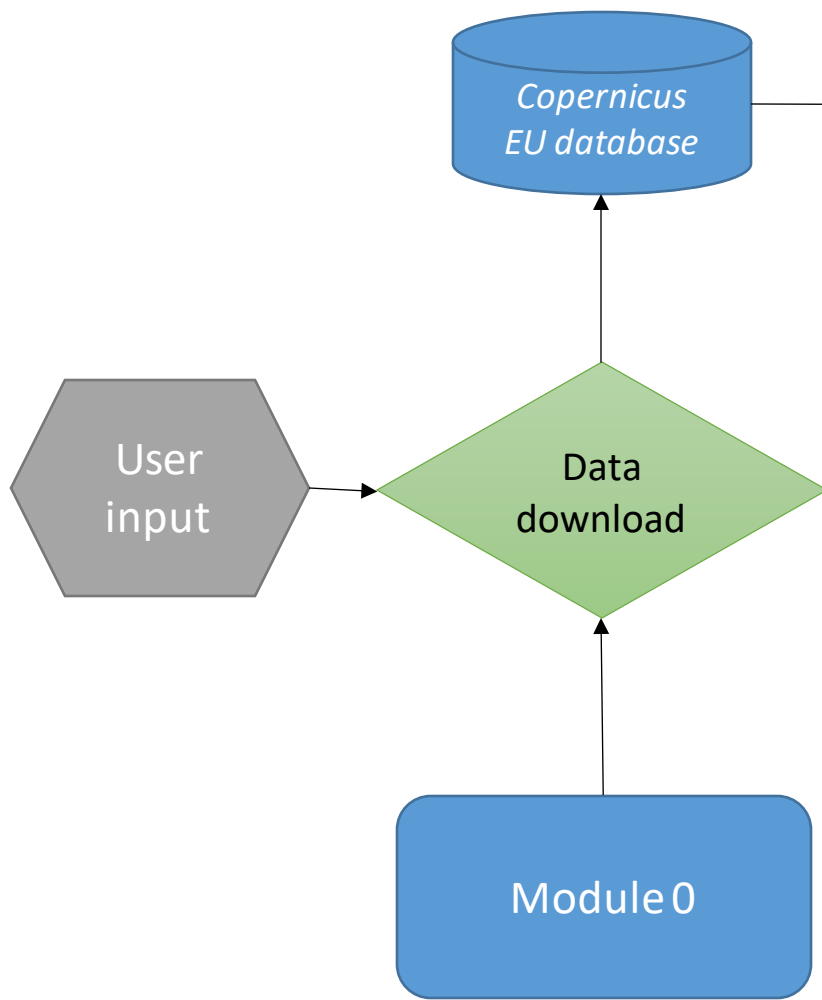 Copernicus
EU database
User
input
Data
download
Module 0